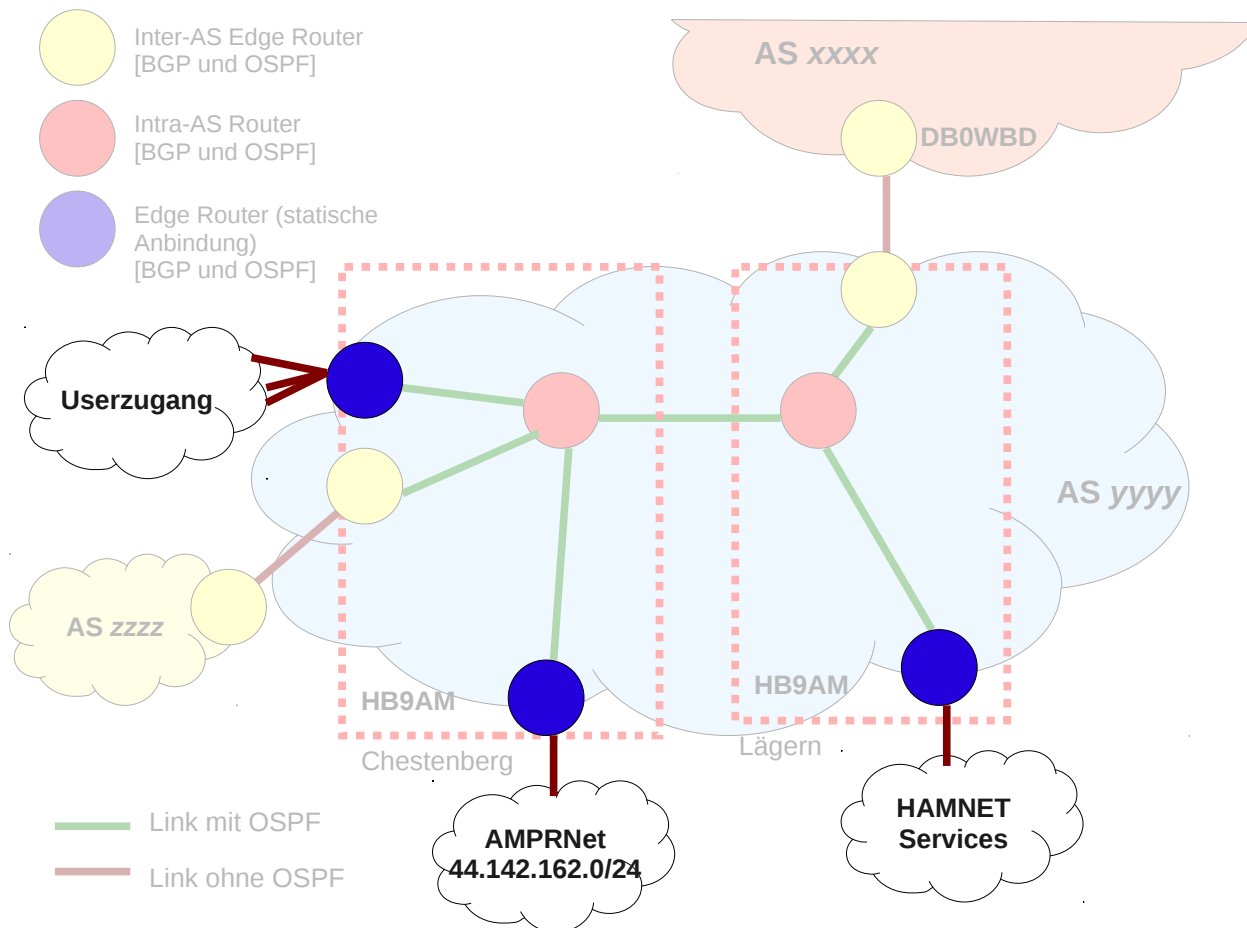 Inter-AS Edge Router
[BGP und OSPF]
Intra-AS Router
[BGP und OSPF]
Edge Router (statische
Anbindung)
[BGP und OSPF]
AS xxxx
DB0WBD
Userzugang
AS yyyy
AS zzzz
HB9AM
Chestenberg
HB9AM
Lägern
AMPRNet
44.142.162.0/24
HAMNET
Services
Link mit OSPF
Link ohne OSPF